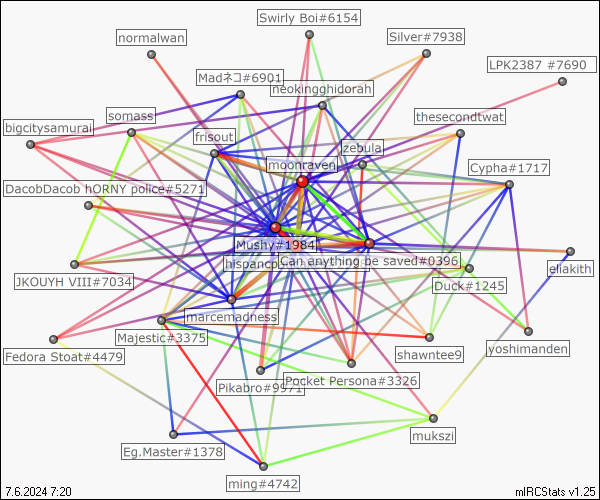 Swirly Boi#6154
normalwan
Silver#7938
LPK2387 #7690
Madネコ#6901
neokingghidorah
somass
thesecondtwat
bigcitysamurai
frisout
zebula
moonraven
Cypha#1717
DacobDacob hORNY police#5271
Mushy#1984
Can anything be saved#0396
hispanco
eliakith
JKOUYH VIII#7034
Duck#1245
marcemadness
Majestic#3375
yoshimanden
Fedora Stoat#4479
shawntee9
Pikabro#9971
Pocket Persona#3326
mukszi
Eg.Master#1378
ming#4742
7.6.2024 7:20
mIRCStats v1.25